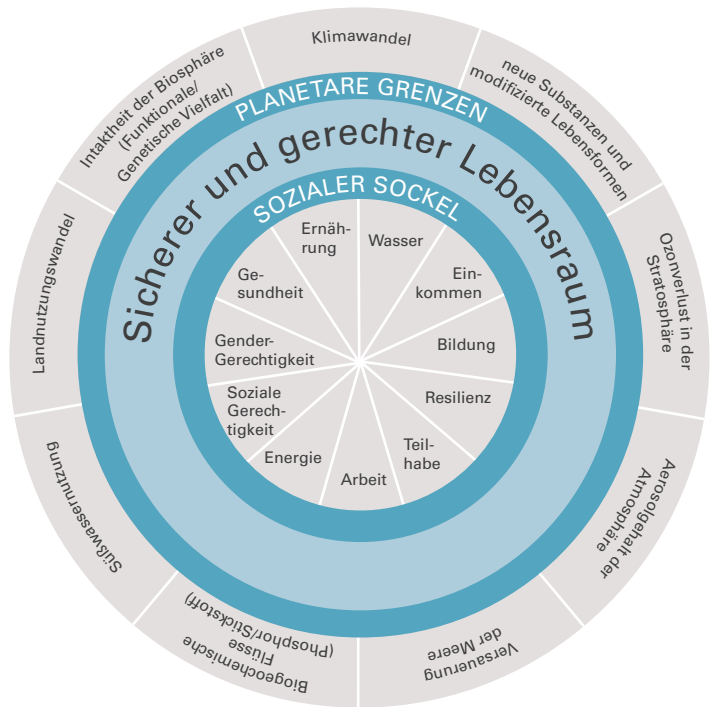 Klimawandel
neue Substanzen und
modifizierte Lebensformen
Ozonverlust in der
Stratosphäre
Aerosolgehalt der
Atmosphäre
Versauerung
der Meere
Biogeochemische
Flüsse
(Phosphor/Stickstoff)
Süßwassernutzung
Landnutzungswandel
Intaktheit der Biosphäre
(Funktionale/
Genetische Vielfalt)
PLANETARE GRENZEN
Sicherer und gerechter Lebensraum
SOZIALER SOCKEL
Wasser
Ein-
kommen
Bildung
Resilienz
Teil-
habe
Arbeit
Energie
Soziale
Gerech-
tigkeit
Gender-
Gerechtigkeit
Ge-
sundheit
Ernäh-
rung